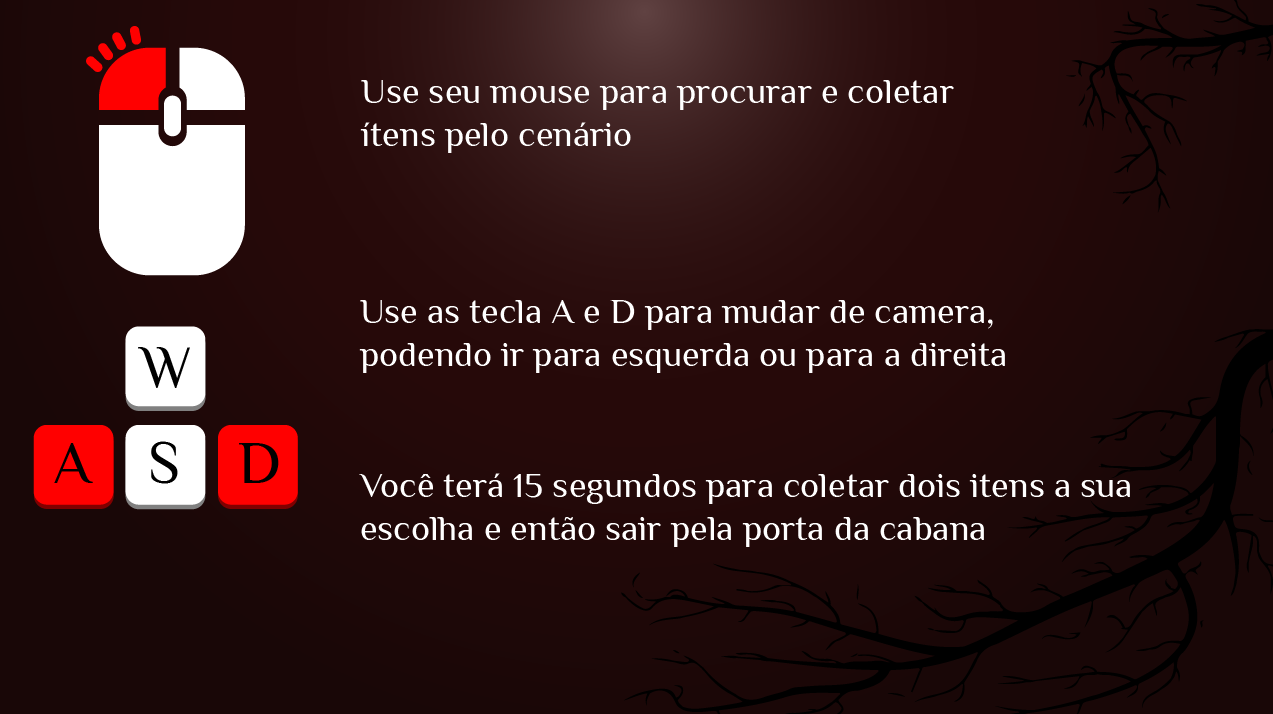 Use seu mouse para procurar e coletar
ítens pelo cenário
Use as tecla A e D para mudar de camera,
podendo ir para esquerda ou para a direita
W
A S D
Você terá 15 segundos para coletar dois itens a sua
escolha e então sair pela porta da cabana